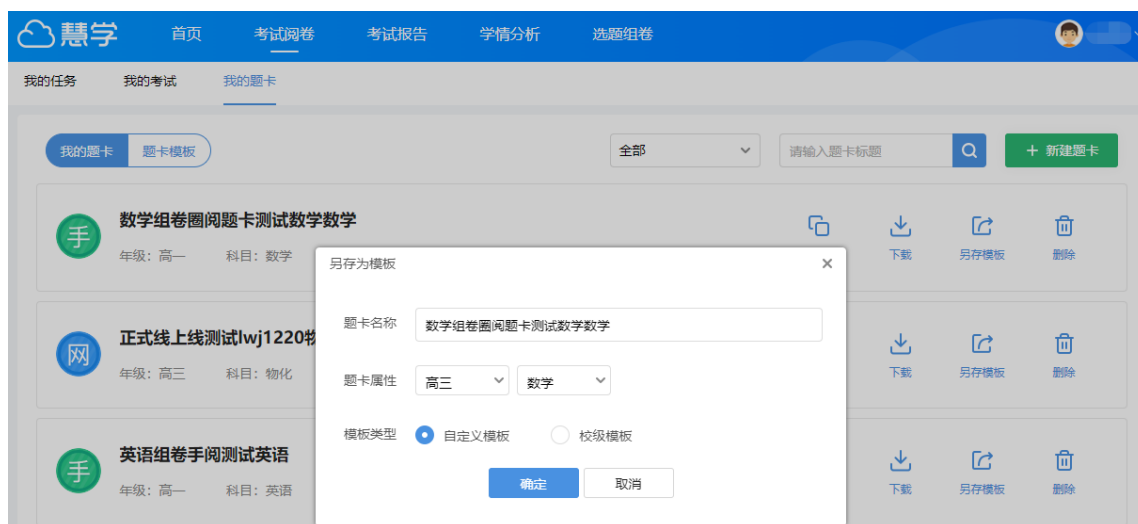 慧学 首页 考试阅卷 考试报告 学情分析 选题组卷
我的任务 我的考试 我的题卡
我的题卡 题卡模板 全部 请输入题卡标题 + 新建题卡
手 数学组卷圈阅题卡测试数学数学
年级: 高一 科目: 数学 下载 另存模板 删除
另存为模板
题卡名称 数学组卷圈阅题卡测试数学数学
网 正式线上线测试lwj1220物
年级: 高三 科目: 物化 下载 另存模板 删除
题卡属性 高三 数学
模板类型 自定义模板 校级模板
手 英语组卷手阅测试英语
年级: 高一 科目: 英语 下载 另存模板 删除
确定 取消